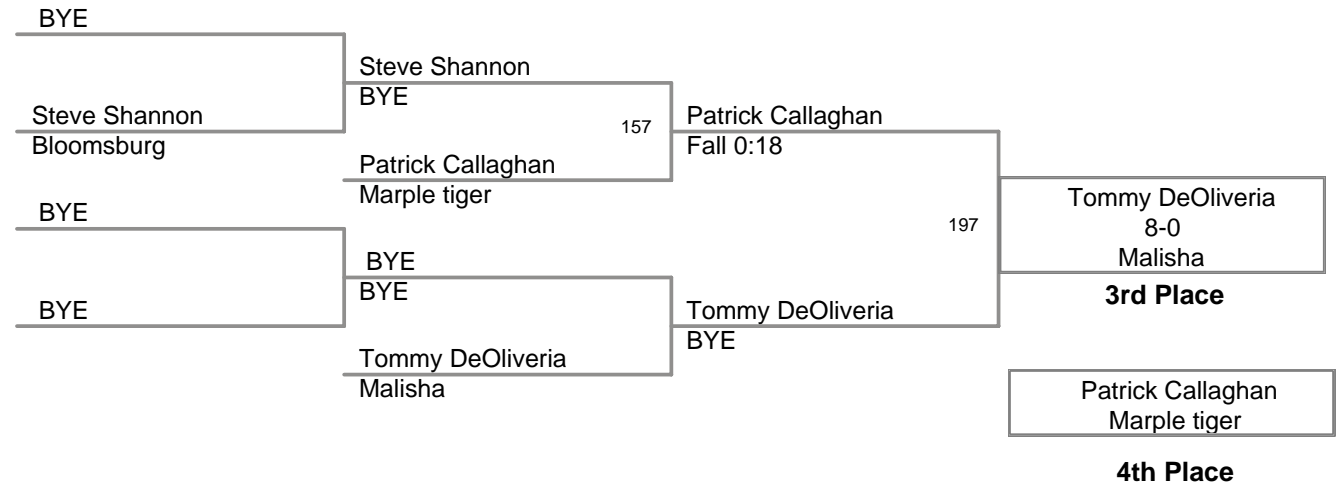 BYE
Steve Shannon
BYE
Steve Shannon
Bloomsburg
157
Patrick Callaghan
Fall 0:18
Patrick Callaghan
Marple tiger
BYE
197
Tommy DeOliveria
8-0
Malisha
3rd Place
BYE
BYE
BYE
Tommy DeOliveria
BYE
Tommy DeOliveria
Malisha
Patrick Callaghan
Marple tiger
4th Place